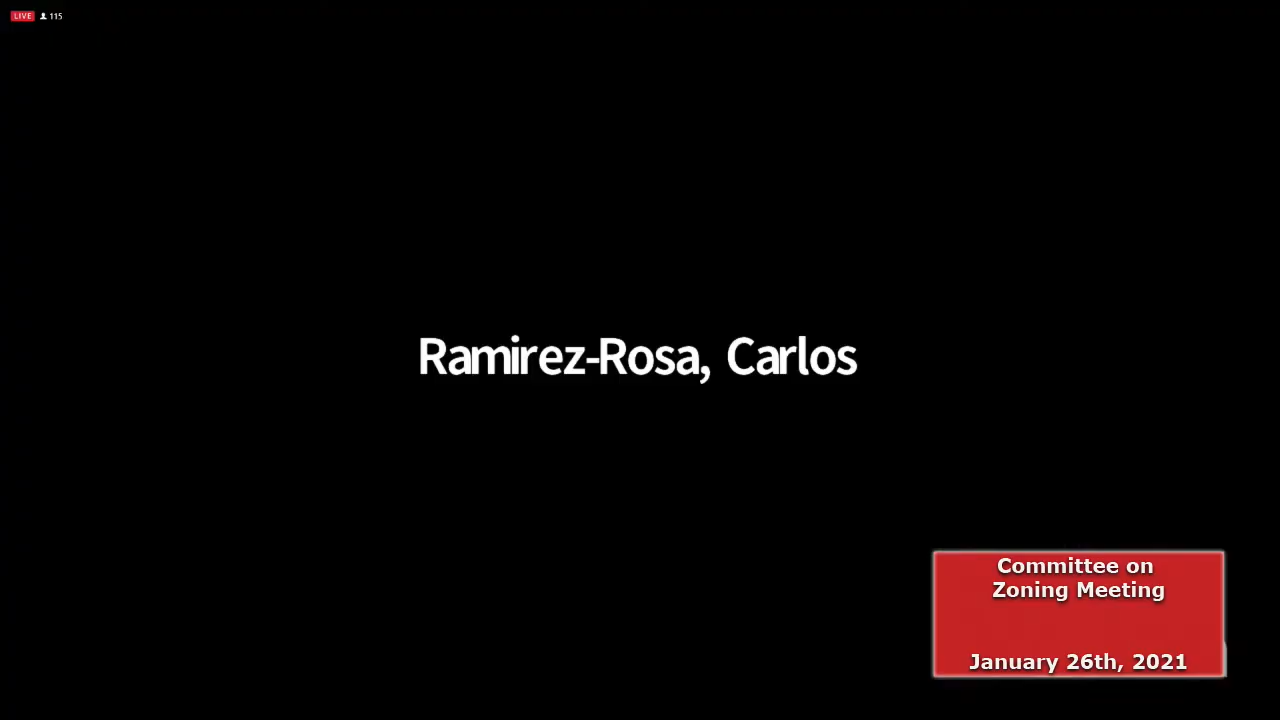 LIVE 115
Ramirez-Rosa, Carlos
Committee on
Zoning Meeting
January 26th, 2021